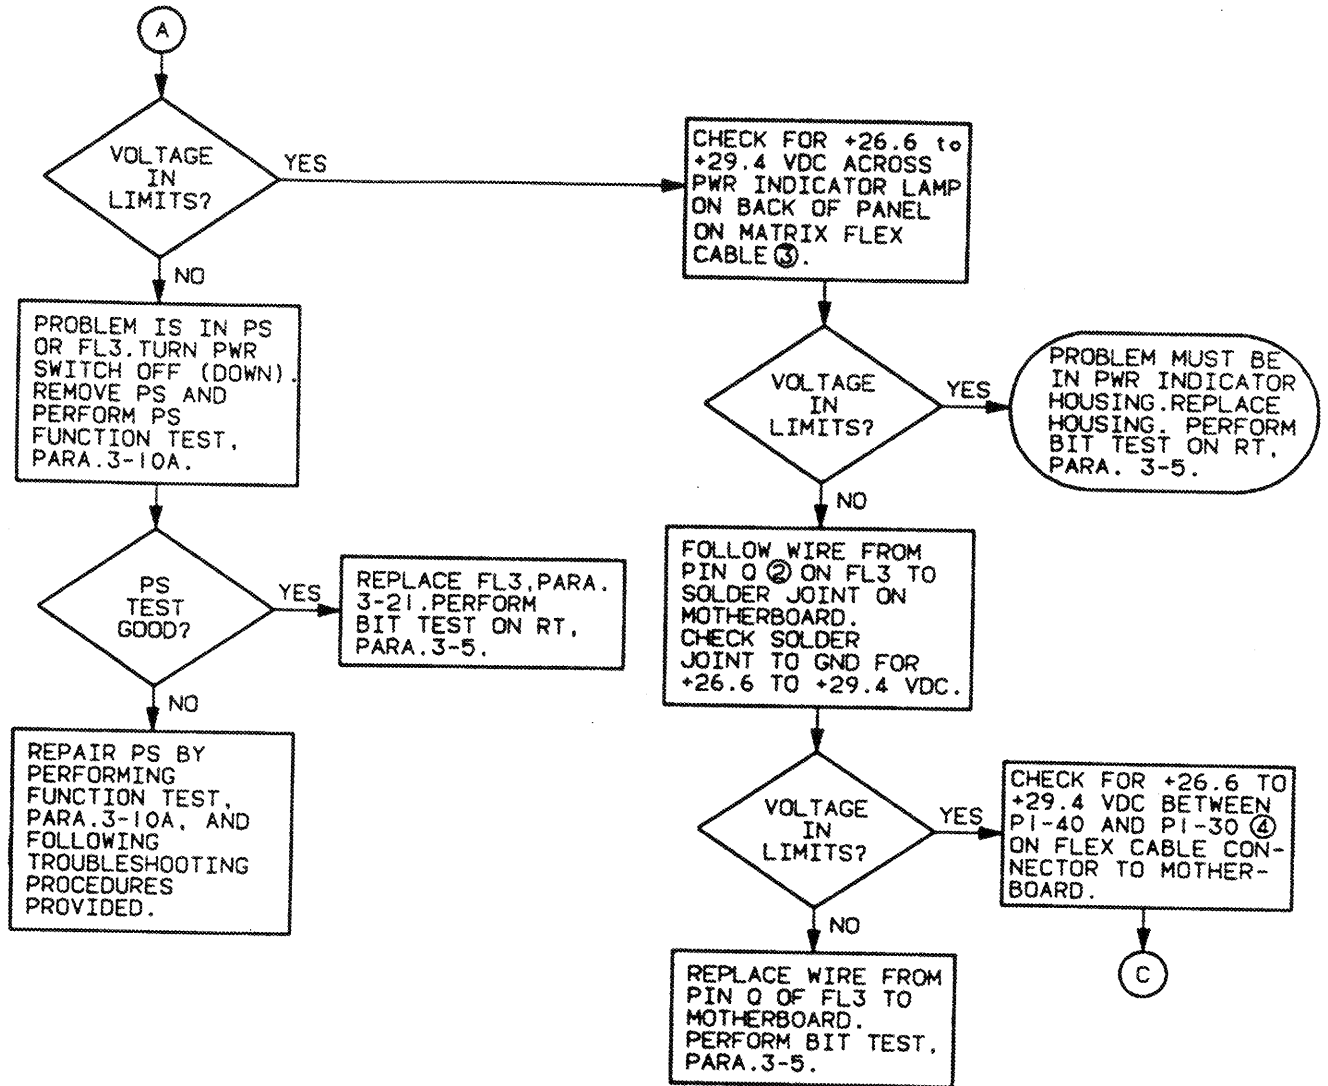 A
VOLTAGE
IN
LIMITS?
YES
NO
PROBLEM IS IN PS
OR FL3.TURN PWR
SWITCH OFF (DOWN).
REMOVE PS AND
PERFORM PS
FUNCTION TEST,
PARA.3-10A.
PS
TEST
GOOD?
YES
REPLACE FL3,PARA.
3-21.PERFORM
BIT TEST ON RT,
PARA.3-5.
NO
REPAIR PS BY
PERFORMING
FUNCTION TEST,
PARA.3-10A, AND
FOLLOWING
TROUBLESHOOTING
PROCEDURES
PROVIDED.
CHECK FOR +26.6 to
+29.4 VDC ACROSS
PWR INDICATOR LAMP
ON BACK OF PANEL
ON MATRIX FLEX
CABLE ③.
VOLTAGE
IN
LIMITS?
YES
PROBLEM MUST BE
IN PWR INDICATOR
HOUSING.REPLACE
HOUSING. PERFORM
BIT TEST ON RT,
PARA. 3-5.
NO
FOLLOW WIRE FROM
PIN Q ② ON FL3 TO
SOLDER JOINT ON
MOTHERBOARD.
CHECK SOLDER
JOINT TO GND FOR
+26.6 TO +29.4 VDC.
VOLTAGE
IN
LIMITS?
YES
CHECK FOR +26.6 TO
+29.4 VDC BETWEEN
P1-40 AND P1-30 ④
ON FLEX CABLE CON-
NECTOR TO MOTHER-
BOARD.
C
NO
REPLACE WIRE FROM
PIN Q OF FL3 TO
MOTHERBOARD.
PERFORM BIT TEST,
PARA.3-5.